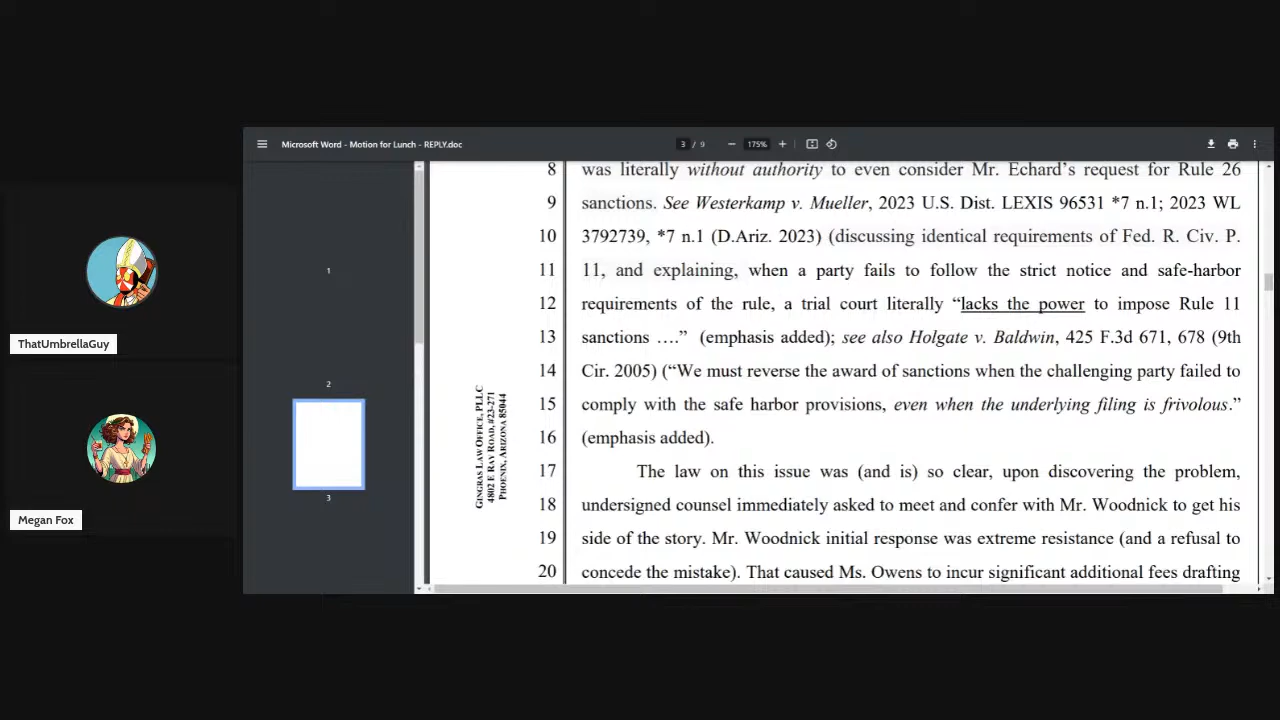 Microsoft Word - Motion for Lunch - REPLY.doc
3 / 9
175%
ThatUmbrellaGuy
Megan Fox
1
2
3
GINGRAS LAW OFFICE, PLLC
4802 E RAY ROAD, #23-271
PHOENIX, ARIZONA 85044
8 was literally without authority to even consider Mr. Echard’s request for Rule 26
9 sanctions. See Westerkamp v. Mueller, 2023 U.S. Dist. LEXIS 96531 *7 n.1; 2023 WL
10 3792739, *7 n.1 (D.Ariz. 2023) (discussing identical requirements of Fed. R. Civ. P.
11 11, and explaining, when a party fails to follow the strict notice and safe-harbor
12 requirements of the rule, a trial court literally “lacks the power to impose Rule 11
13 sanctions ….” (emphasis added); see also Holgate v. Baldwin, 425 F.3d 671, 678 (9th
14 Cir. 2005) (“We must reverse the award of sanctions when the challenging party failed to
15 comply with the safe harbor provisions, even when the underlying filing is frivolous.”
16 (emphasis added).
17 The law on this issue was (and is) so clear, upon discovering the problem,
18 undersigned counsel immediately asked to meet and confer with Mr. Woodnick to get his
19 side of the story. Mr. Woodnick initial response was extreme resistance (and a refusal to
20 concede the mistake). That caused Ms. Owens to incur significant additional fees drafting